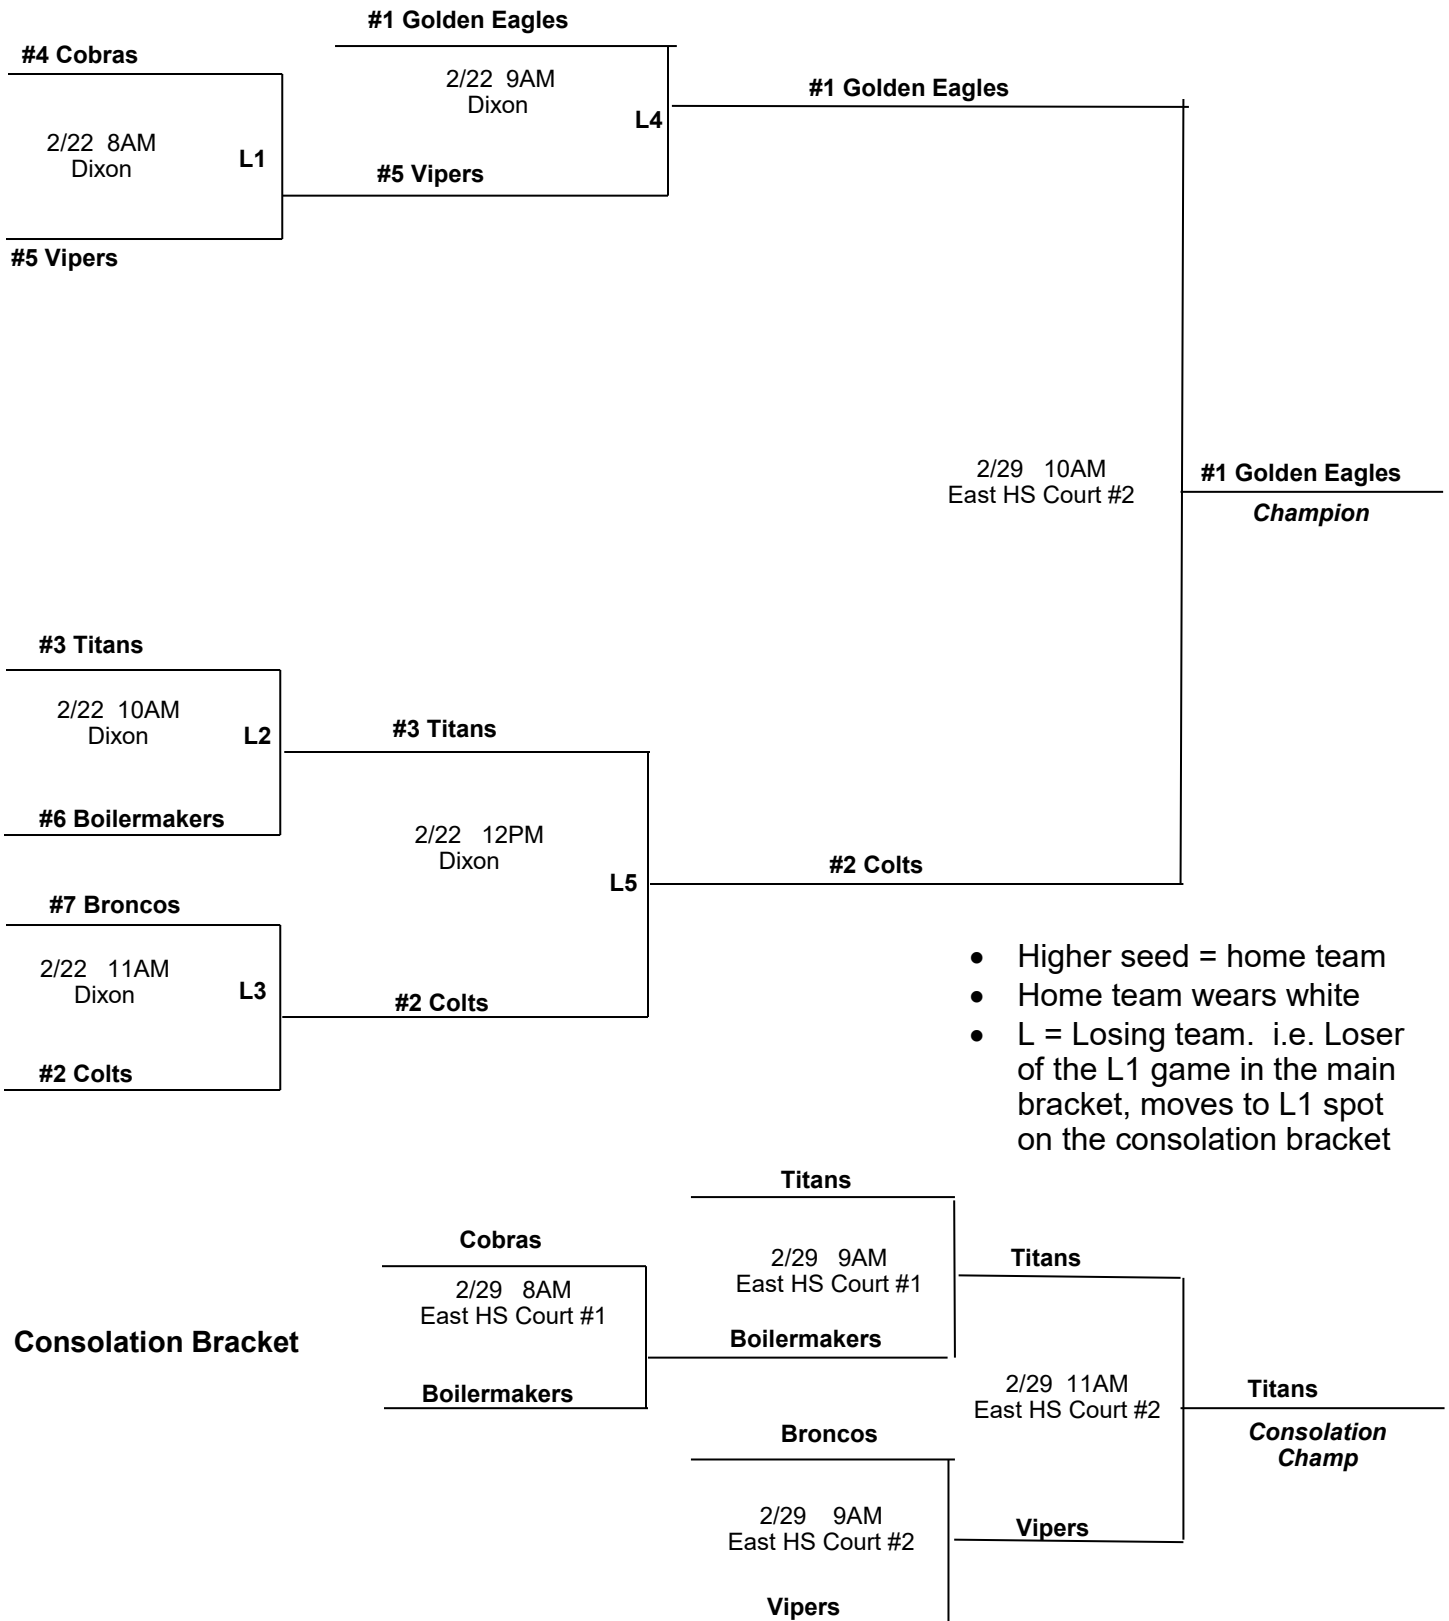 #1 Golden Eagles
#4 Cobras
2/22 9AM
Dixon
#1 Golden Eagles
L4
2/22 8AM
Dixon
L1
#5 Vipers
#5 Vipers
2/29 10AM
East HS Court #2
#1 Golden Eagles
Champion
#3 Titans
2/22 10AM
Dixon
L2
#3 Titans
#6 Boilermakers
2/22 12PM
Dixon
L5
#2 Colts
#7 Broncos
2/22 11AM
Dixon
L3
#2 Colts
#2 Colts
• Higher seed = home team
• Home team wears white
• L = Losing team. i.e. Loser
of the L1 game in the main
bracket, moves to L1 spot
on the consolation bracket
Titans
Cobras
2/29 9AM
East HS Court #1
Titans
2/29 8AM
East HS Court #1
Consolation Bracket
Boilermakers
Boilermakers
2/29 11AM
East HS Court #2
Titans
Consolation
Champ
Broncos
2/29 9AM
East HS Court #2
Vipers
Vipers